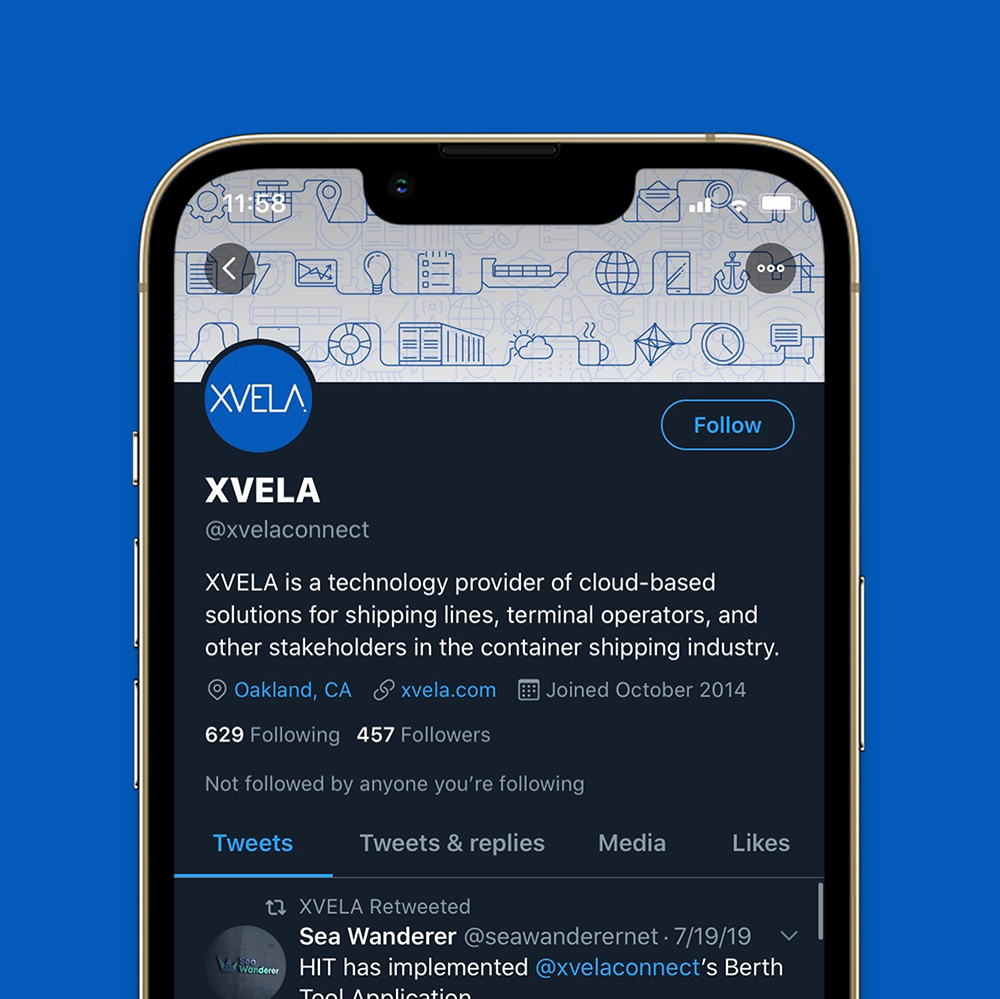 11:58
XVELA
Follow
XVELA
@xvelaconnect
XVELA is a technology provider of cloud-based
solutions for shipping lines, terminal operators, and
other stakeholders in the container shipping industry.
Oakland, CA xvela.com Joined October 2014
629 Following 457 Followers
Not followed by anyone you’re following
Tweets Tweets & replies Media Likes
XVELA Retweeted
Sea Wanderer @seawanderernet · 7/19/19
Sea
Wanderer
HIT has implemented @xvelaconnect’s Berth
Tool Application